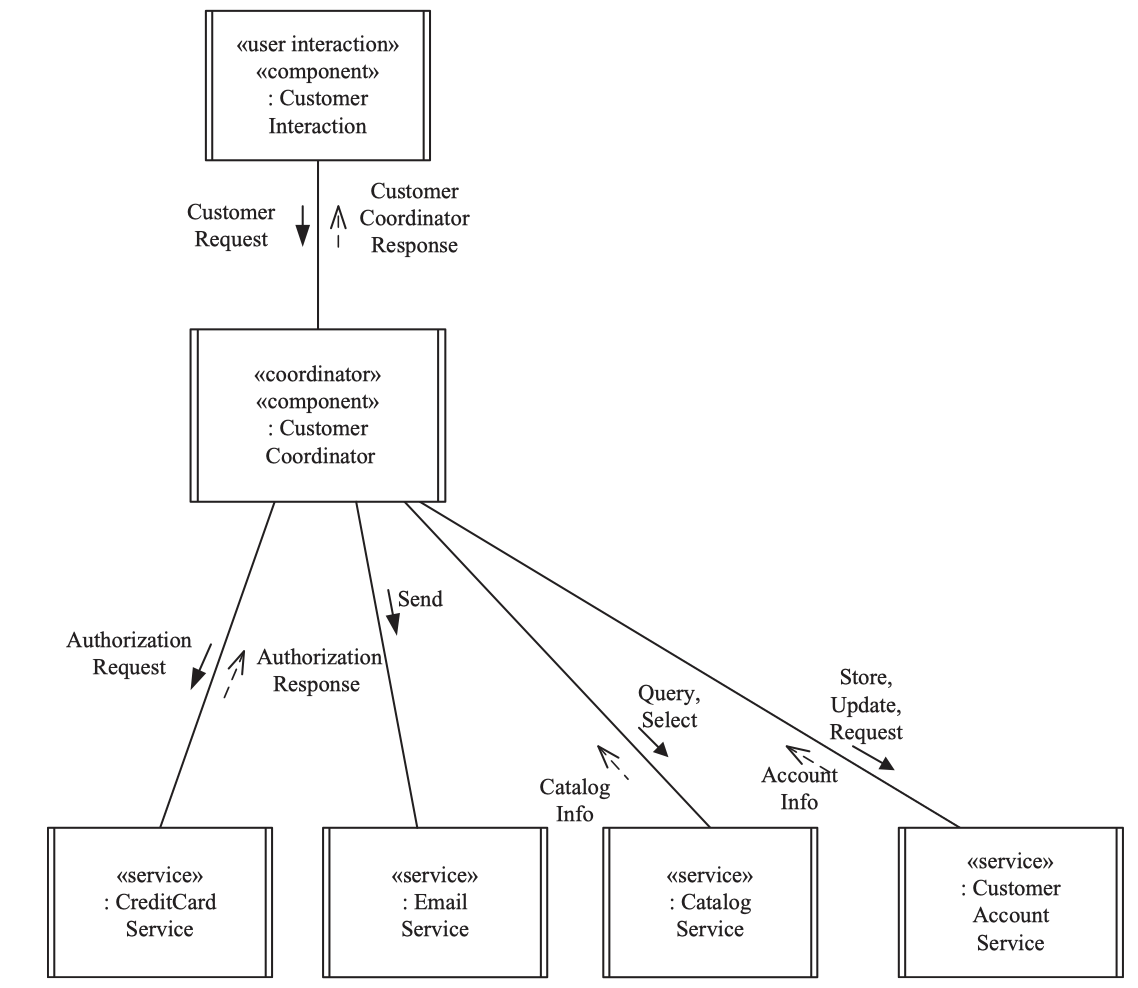 «user interaction»
«component»
: Customer
Interaction
Customer
Request
Customer
Coordinator
Response
«coordinator»
«component»
: Customer
Coordinator
Authorization
Request
Authorization
Response
Send
Query,
Select
Catalog
Info
Store,
Update,
Request
Account
Info
«service»
: CreditCard
Service
«service»
: Email
Service
«service»
: Catalog
Service
«service»
: Customer
Account
Service